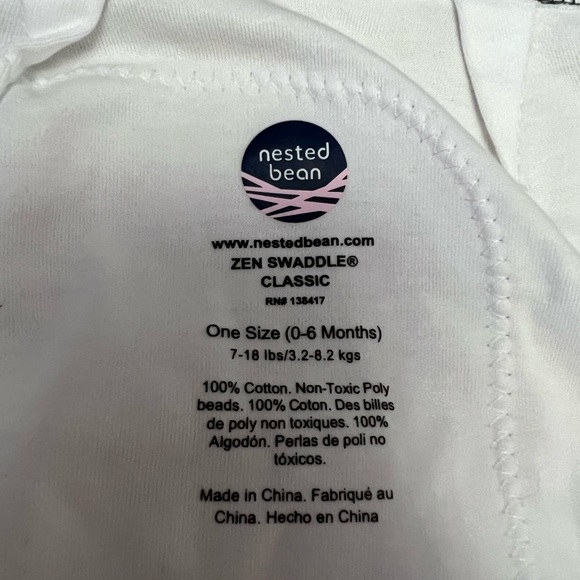 nested
bean
www.nestedbean.com
ZEN SWADDLE®
CLASSIC
RN# 138417
One Size (0-6 Months)
7-18 lbs/3.2-8.2 kgs
100% Cotton. Non-Toxic Poly
beads. 100% Coton. Des billes
de poly non toxiques. 100%
Algodón. Perlas de poli no
tóxicos.
Made in China. Fabriqué au
China. Hecho en China